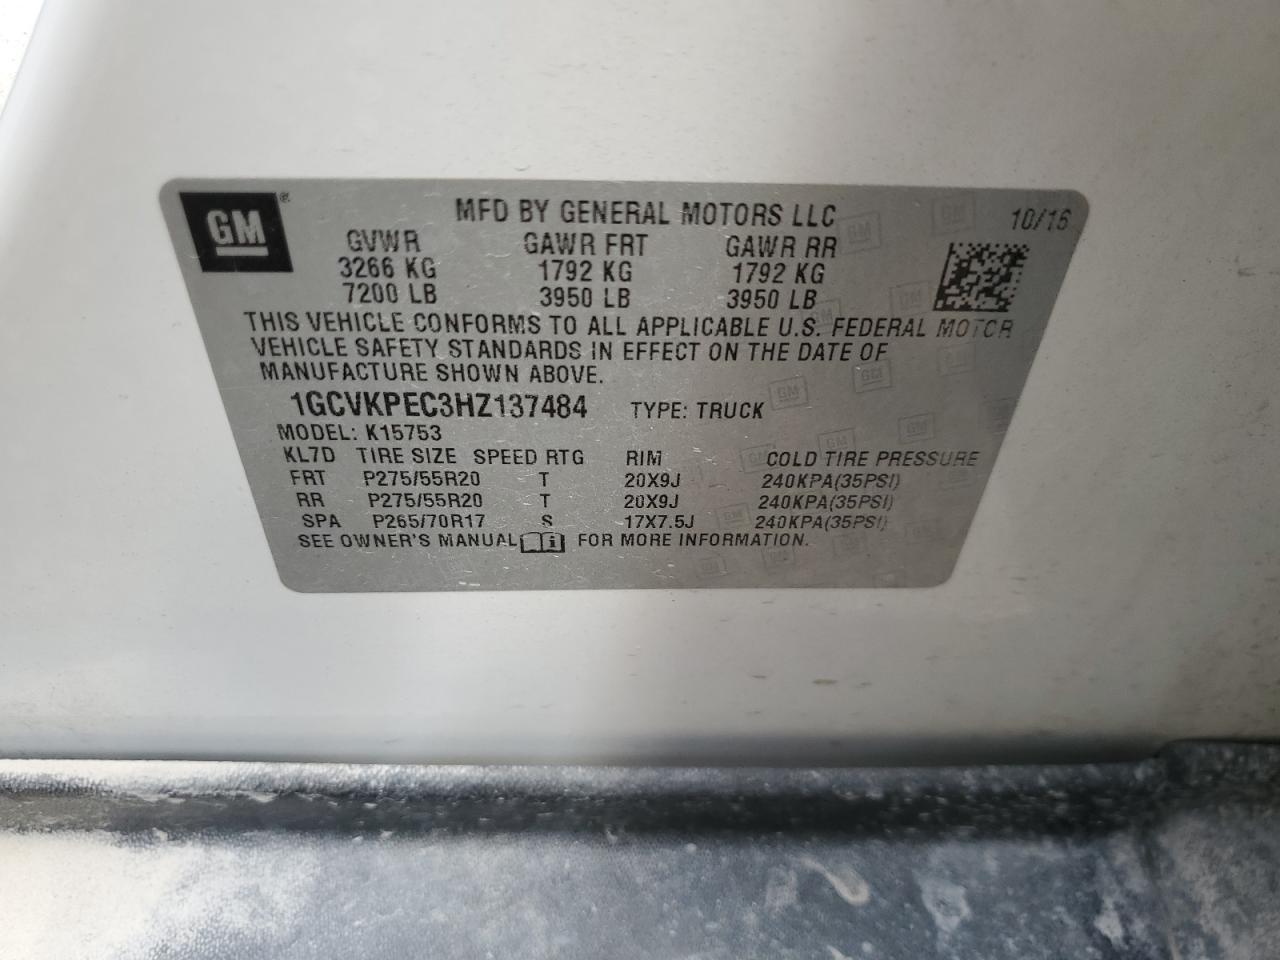 GM®
MFD BY GENERAL MOTORS LLC 10/16
GVWR GAWR FRT GAWR RR
3266 KG 1792 KG 1792 KG
7200 LB 3950 LB 3950 LB
THIS VEHICLE CONFORMS TO ALL APPLICABLE U.S. FEDERAL MOTOR
VEHICLE SAFETY STANDARDS IN EFFECT ON THE DATE OF
MANUFACTURE SHOWN ABOVE.
1GCVKPEC3HZ137484 TYPE: TRUCK
MODEL: K15753
KL7D TIRE SIZE SPEED RTG RIM COLD TIRE PRESSURE
FRT P275/55R20 T 20X9J 240KPA(35PSI)
RR P275/55R20 T 20X9J 240KPA(35PSI)
SPA P265/70R17 S 17X7.5J 240KPA(35PSI)
SEE OWNER'S MANUAL FOR MORE INFORMATION.